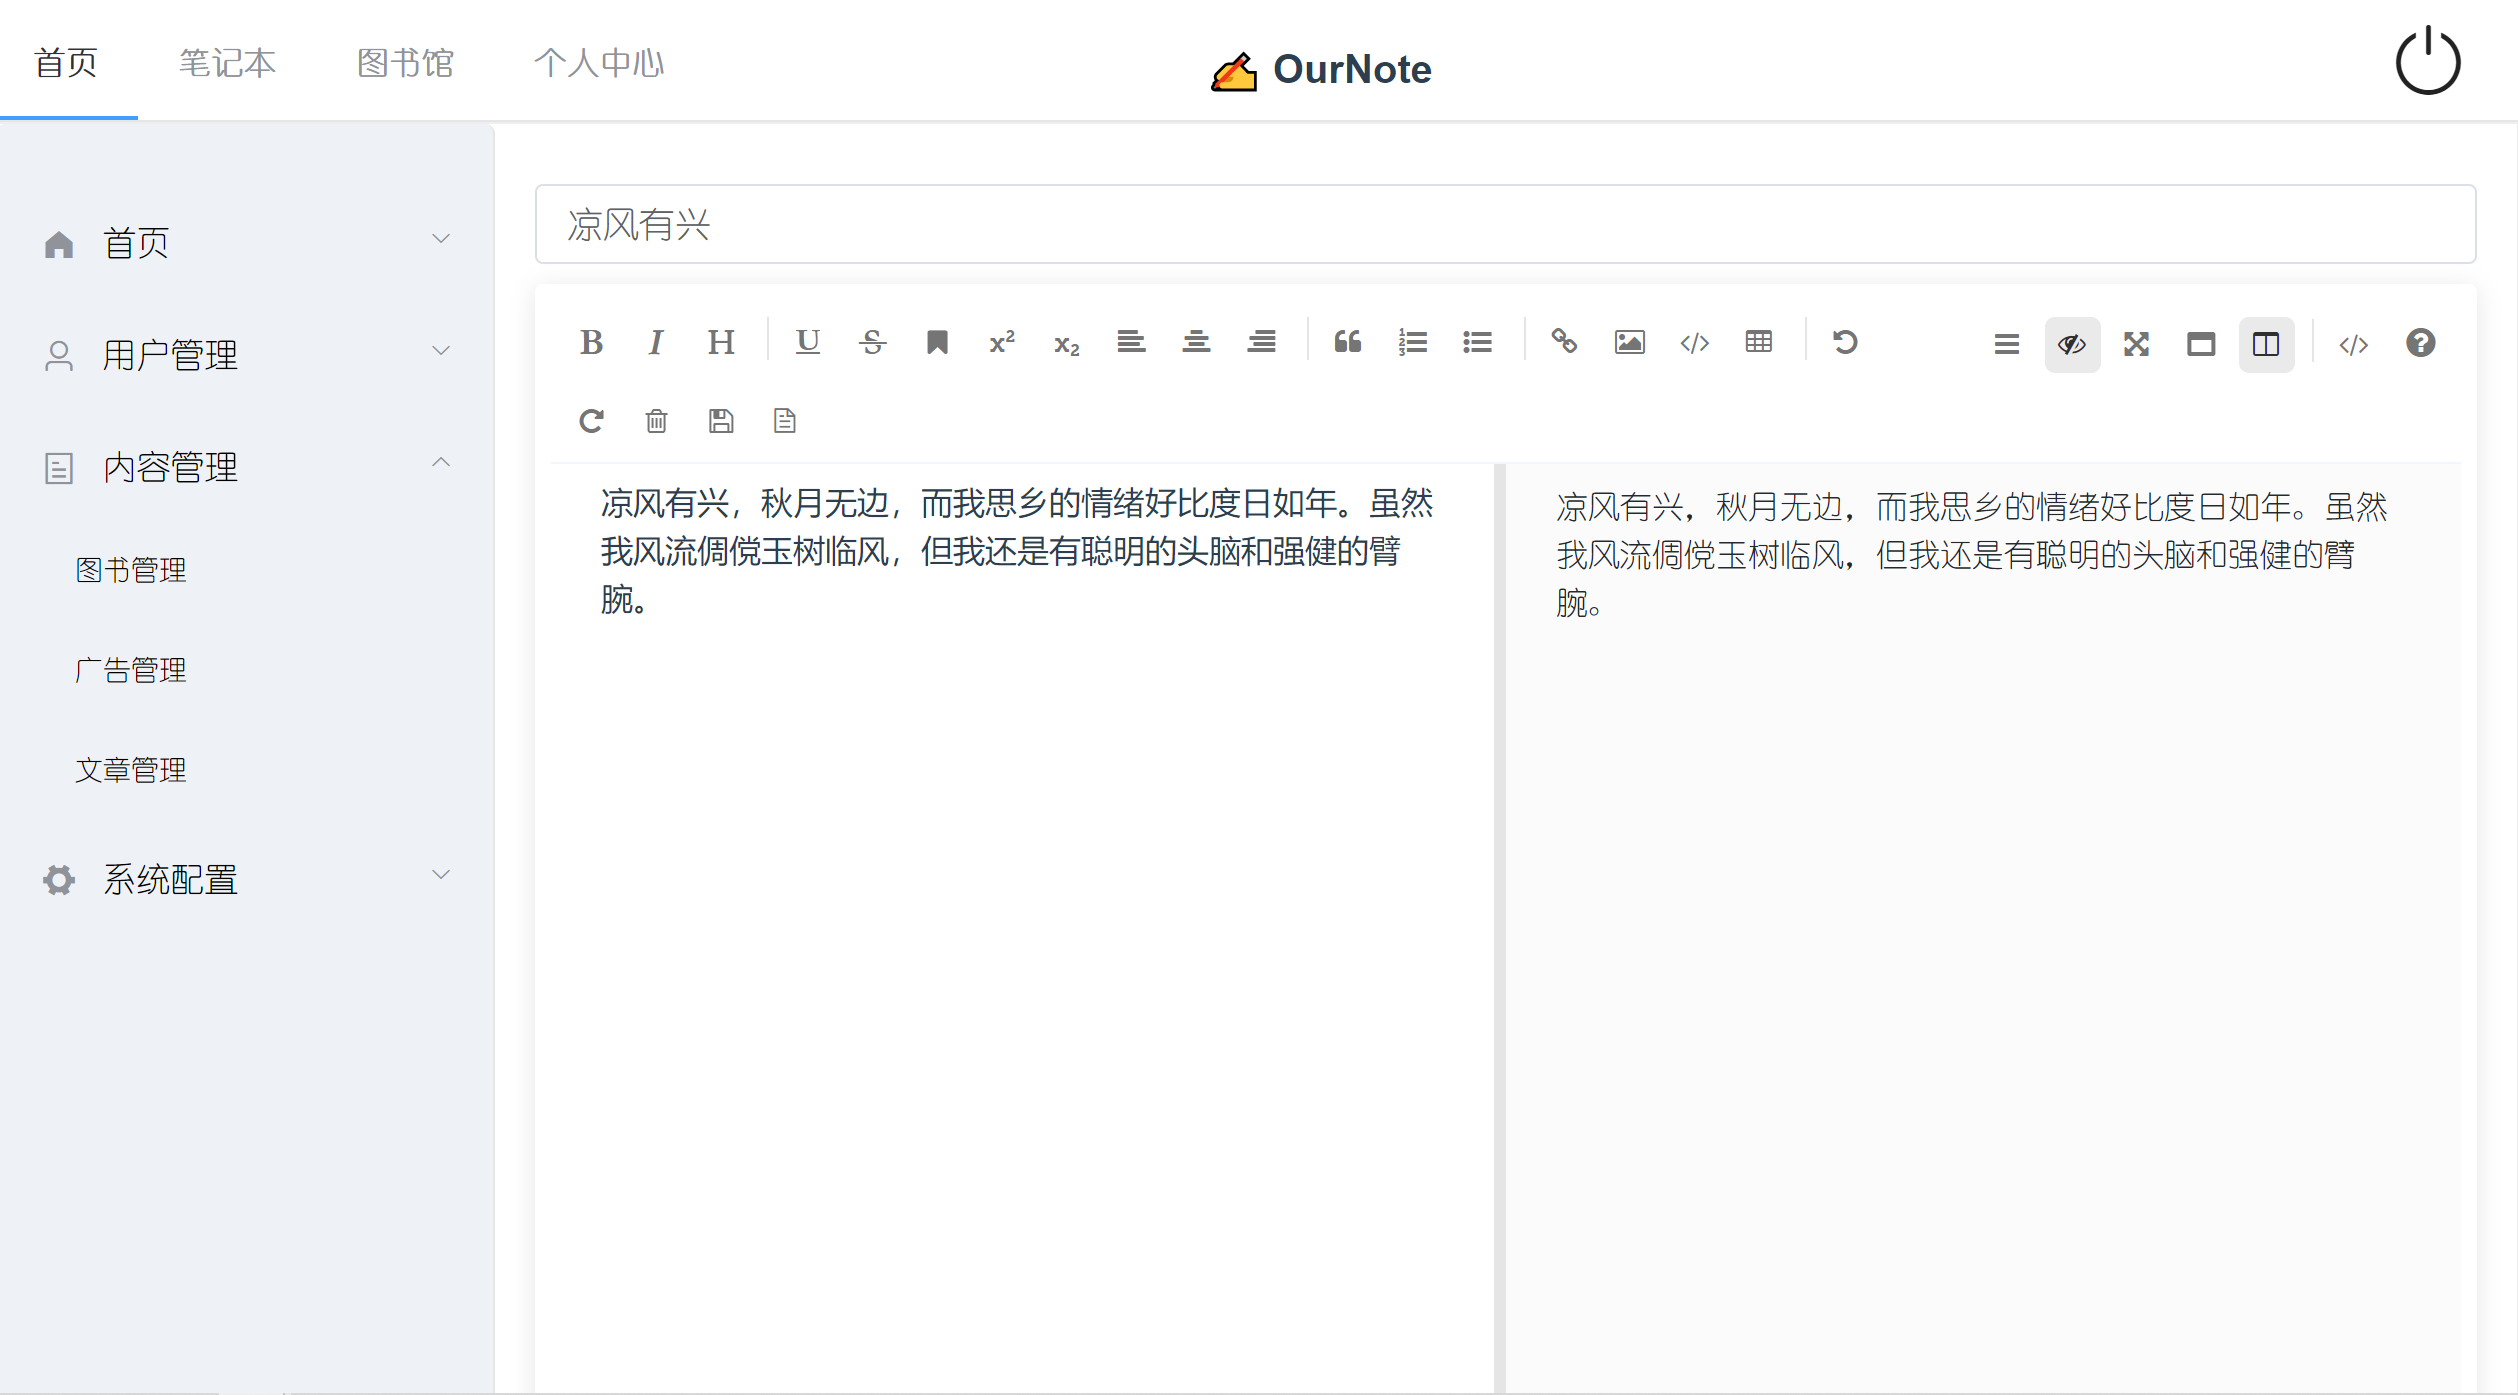 首页 笔记本 图书馆 个人中心 OurNote
首页
用户管理
内容管理
图书管理
广告管理
文章管理
系统配置
凉风有兴
凉风有兴，秋月无边，而我思乡的情绪好比度日如年。虽然
我风流倜傥玉树临风，但我还是有聪明的头脑和强健的臂
腕。
凉风有兴，秋月无边，而我思乡的情绪好比度日如年。虽然
我风流倜傥玉树临风，但我还是有聪明的头脑和强健的臂
腕。